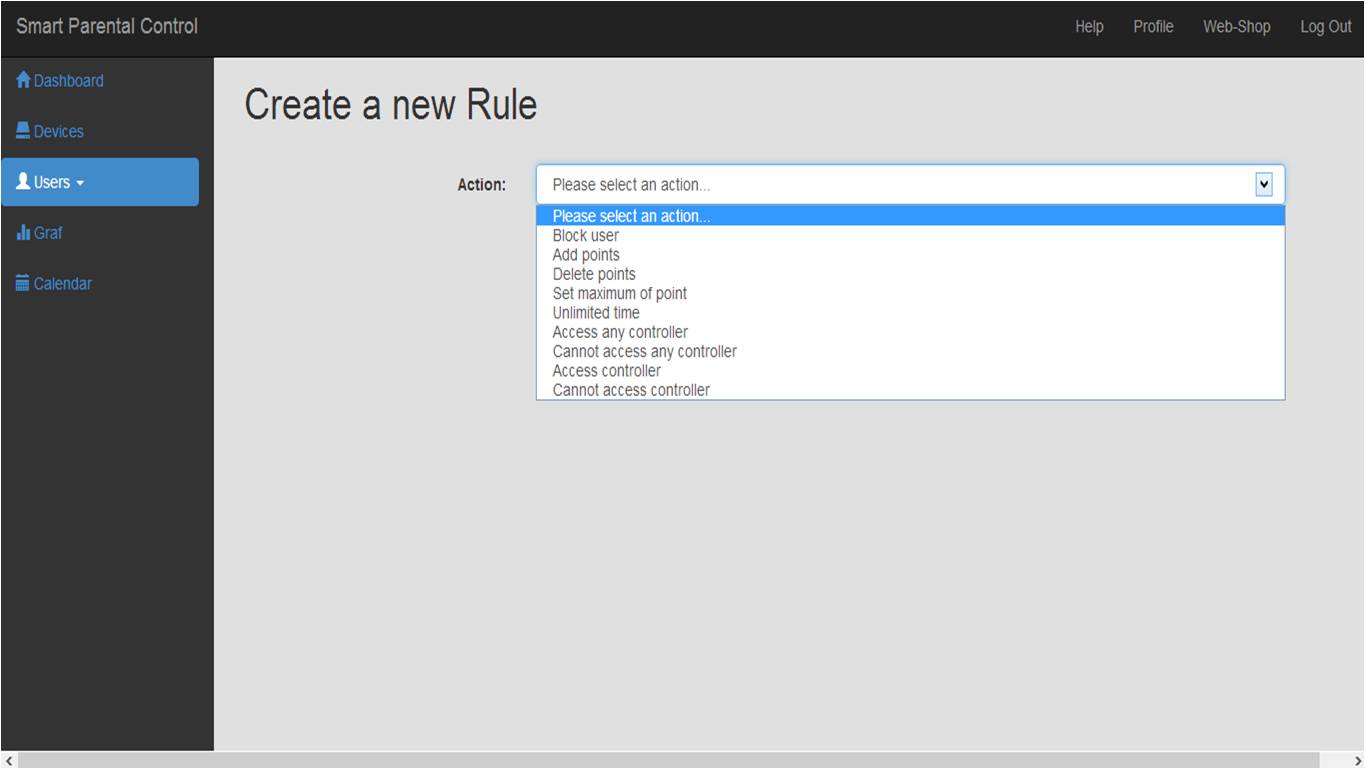 Smart Parental Control
Help Profile Web-Shop Log Out
Dashboard
Devices
Users
Graf
Calendar
Create a new Rule
Action: Please select an action...
Please select an action...
Block user
Add points
Delete points
Set maximum of point
Unlimited time
Access any controller
Cannot access any controller
Access controller
Cannot access controller